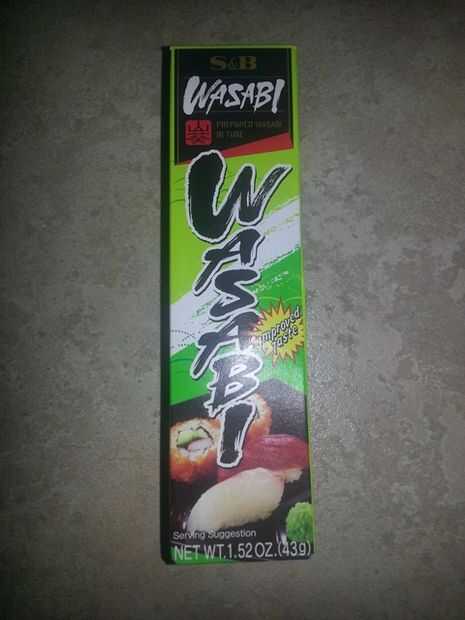 S&B
WASABI
PREPARED WASABI
IN TUBE
WASABI
Improved
Taste
Serving Suggestion
NET WT.1.52 OZ.(43g)